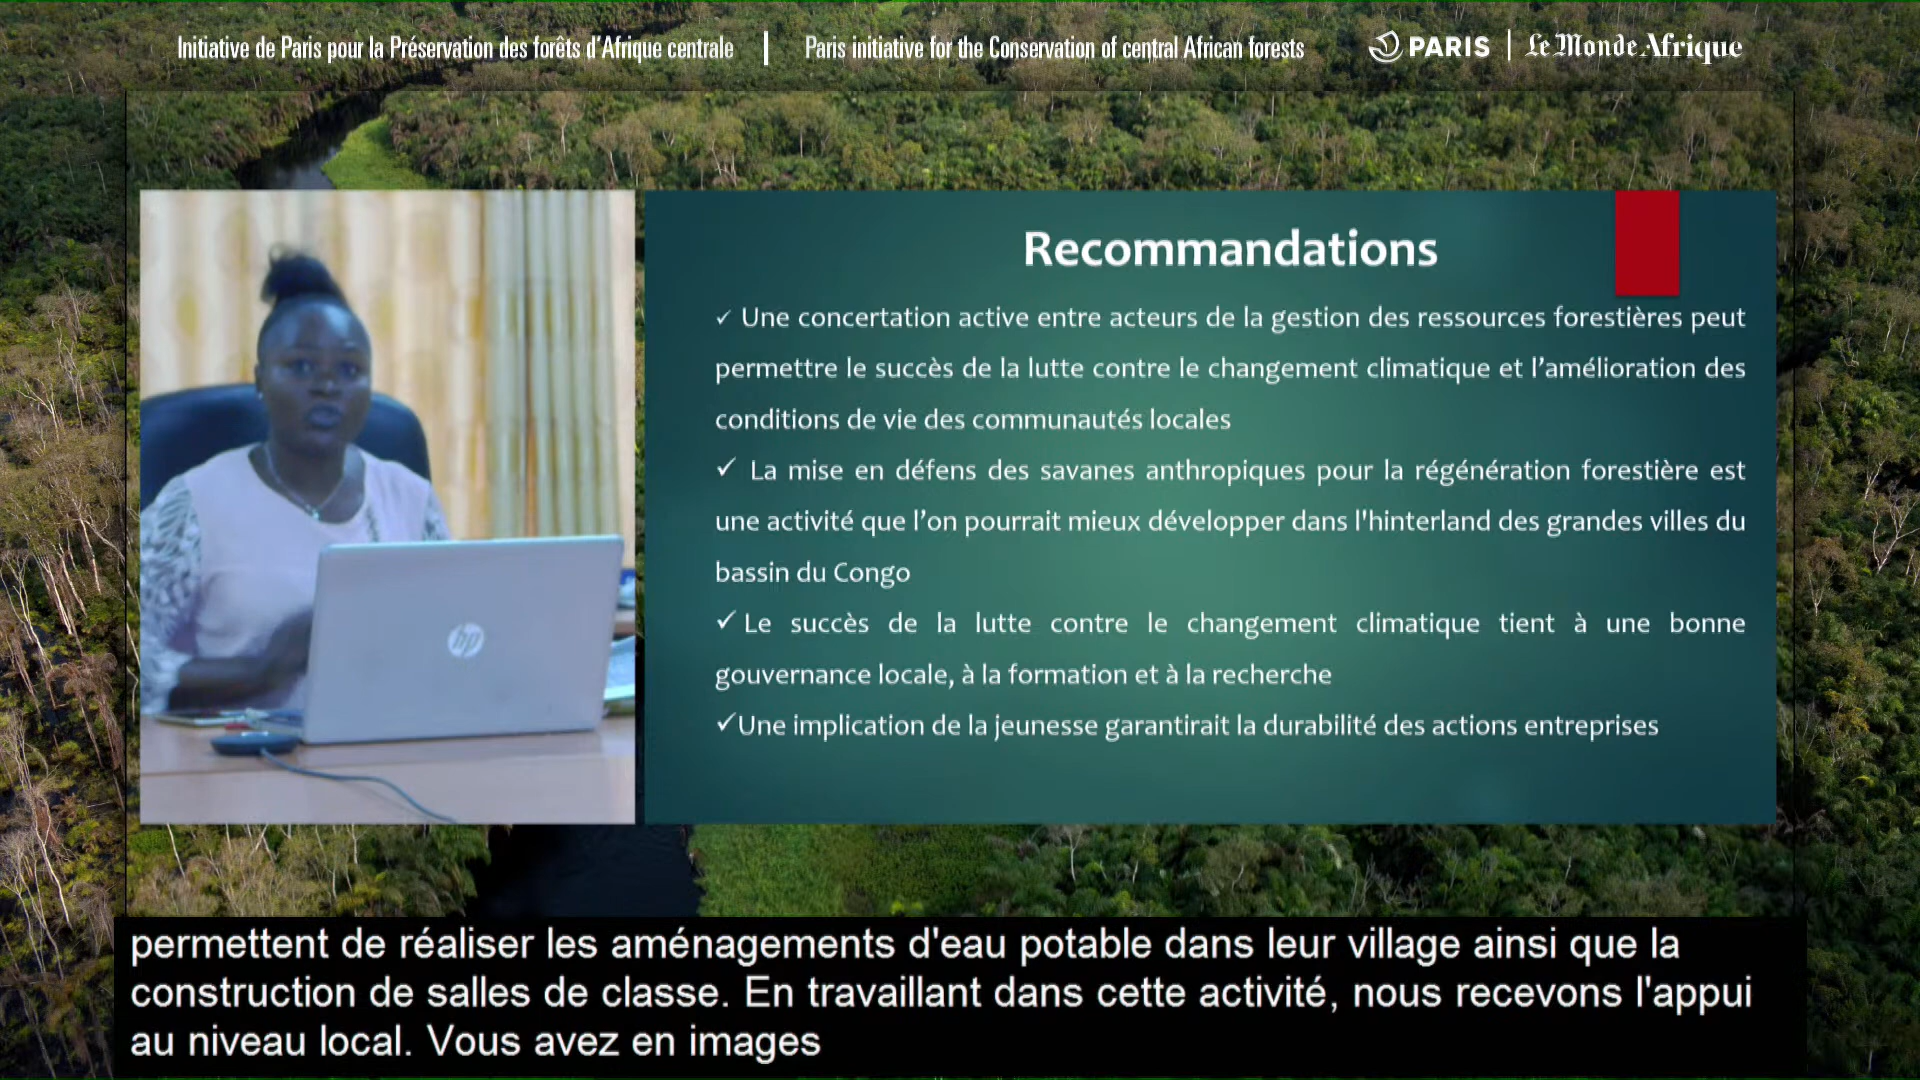 Initiative de Paris pour la Préservation des forêts d'Afrique centrale | Paris initiative for the Conservation of central African forests PARIS | Le Monde Afrique
Recommandations
✓ Une concertation active entre acteurs de la gestion des ressources forestières peut
permettre le succès de la lutte contre le changement climatique et l’amélioration des
conditions de vie des communautés locales
✓ La mise en défens des savanes anthropiques pour la régénération forestière est
une activité que l’on pourrait mieux développer dans l'hinterland des grandes villes du
bassin du Congo
✓ Le succès de la lutte contre le changement climatique tient à une bonne
gouvernance locale, à la formation et à la recherche
✓Une implication de la jeunesse garantirait la durabilité des actions entreprises
hp
permettent de réaliser les aménagements d'eau potable dans leur village ainsi que la
construction de salles de classe. En travaillant dans cette activité, nous recevons l'appui
au niveau local. Vous avez en images